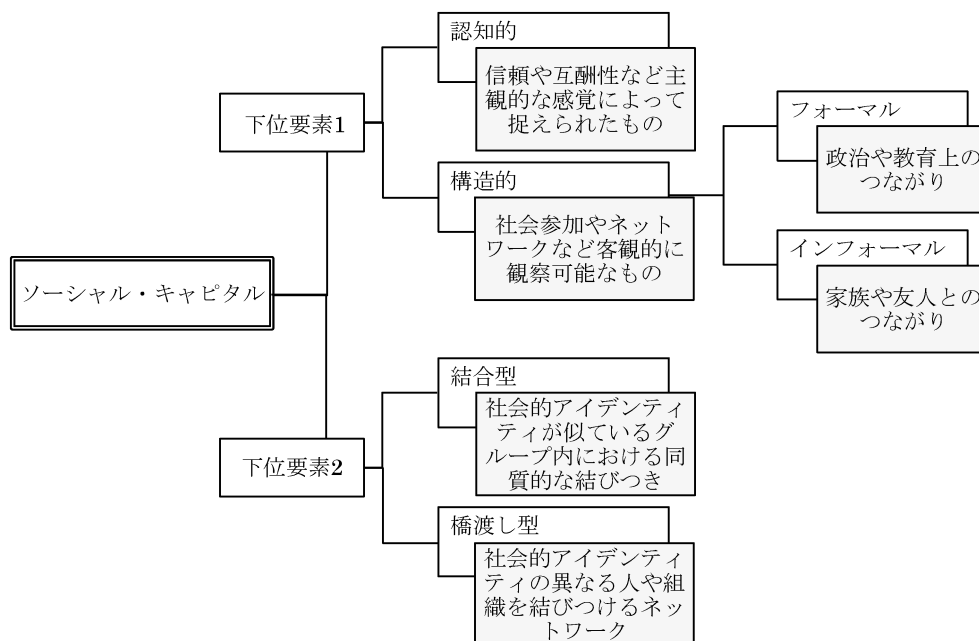 ソーシャル・キャピタル
下位要素1
認知的
信頼や互酬性など主
観的な感覚によって
捉えられたもの
構造的
社会参加やネット
ワークなど客観的に
観察可能なもの
フォーマル
政治や教育上の
つながり
インフォーマル
家族や友人との
つながり
下位要素2
結合型
社会的アイデンティ
ティが似ているグ
ループ内における同
質的な結びつき
橋渡し型
社会的アイデンティ
ティの異なる人や組
織を結びつけるネッ
トワーク